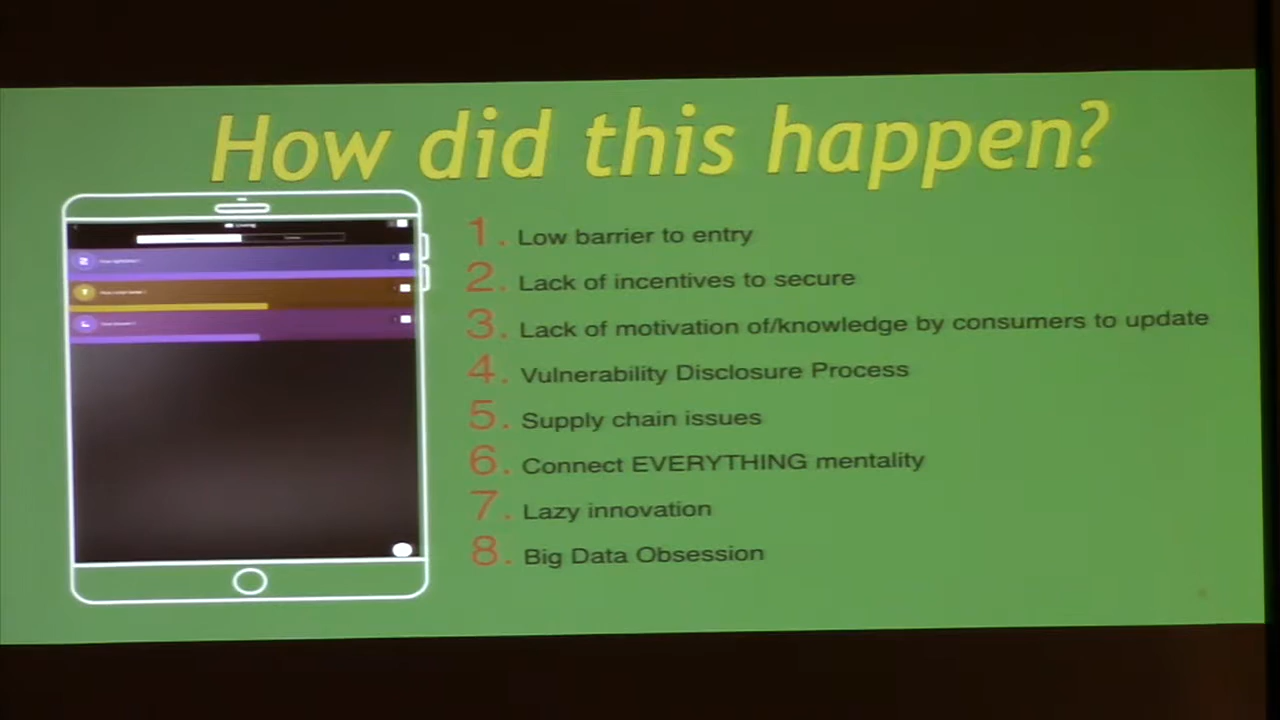 How did this happen?
1. Low barrier to entry
2. Lack of incentives to secure
3. Lack of motivation of/knowledge by consumers to update
4. Vulnerability Disclosure Process
5. Supply chain issues
6. Connect EVERYTHING mentality
7. Lazy innovation
8. Big Data Obsession